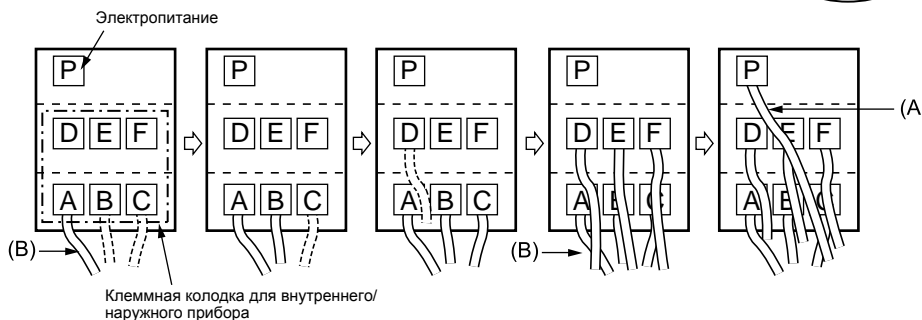 Электропитание
P P P P P
(A
D E F D E F D E F D E F D E F
A B C A B C A B C A B C A B C
(B) (B)
Клеммная колодка для внутреннего/
наружного прибора